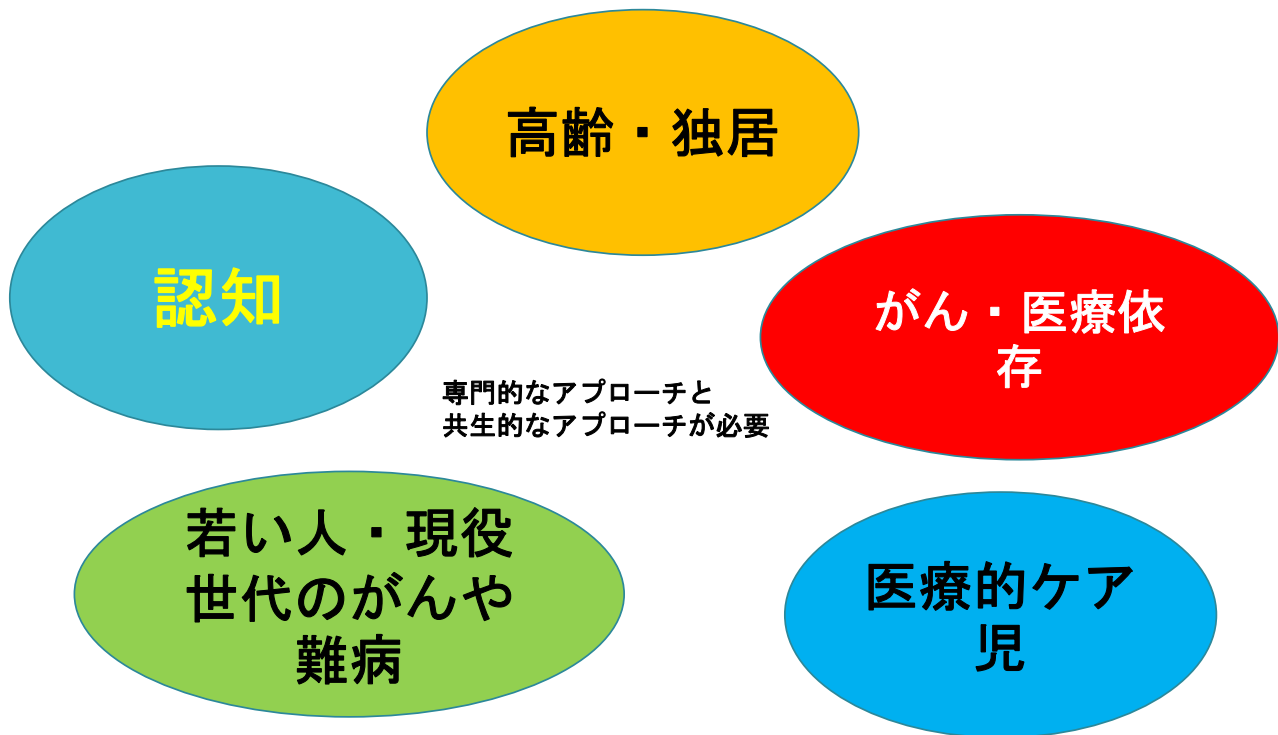 高齢・独居
認知
がん・医療依
存
専門的なアプローチと
共生的なアプローチが必要
若い人・現役
世代のがんや
難病
医療的ケア
児